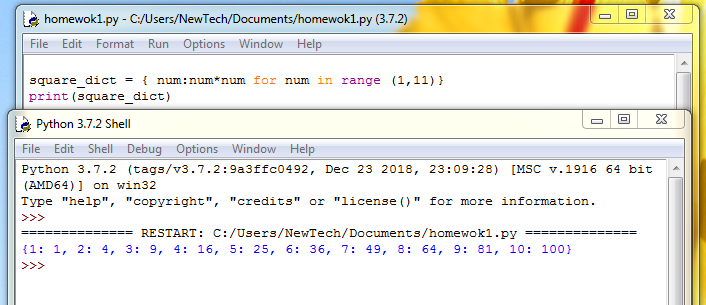 homewok1.py - C:/Users/NewTech/Documents/homewok1.py (3.7.2)
File Edit Format Run Options Window Help
square_dict = { num:num*num for num in range (1,11)}
print(square_dict)
Python 3.7.2 Shell
File Edit Shell Debug Options Window Help
Python 3.7.2 (tags/v3.7.2:9a3ffc0492, Dec 23 2018, 23:09:28) [MSC v.1916 64 bit
(AMD64)] on win32
Type "help", "copyright", "credits" or "license()" for more information.
>>>
============== RESTART: C:/Users/NewTech/Documents/homewok1.py ==============
{1: 1, 2: 4, 3: 9, 4: 16, 5: 25, 6: 36, 7: 49, 8: 64, 9: 81, 10: 100}
>>>